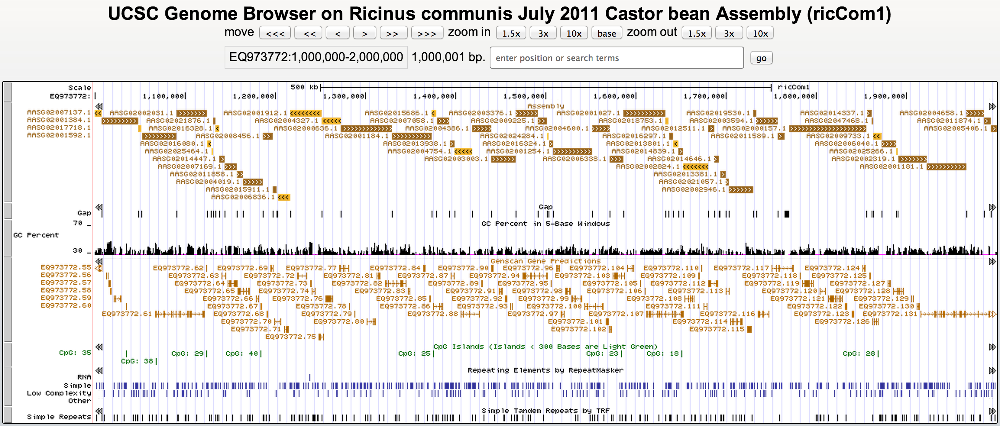 UCSC Genome Browser on Ricinus communis July 2011 Castor bean Assembly (ricCom1)
move <<< << < > >> >>> zoom in 1.5x 3x 10x base zoom out 1.5x 3x 10x
EQ973772:1,000,000-2,000,000 1,000,001 bp. enter position or search terms go
Scale 500 kb ricCom1
EQ973772: 1,100,000 1,200,000 1,300,000 1,400,000 1,500,000 1,600,000 1,700,000 1,800,000 1,900,000
Assembly
AASG02007137.1 AASG02002031.1 AASG02001912.1 AASG02015686.1 AASG02003376.1 AASG02001027.1 AASG02019530.1 AASG02014337.1 AASG02004658.1
AASG02001384.1 AASG02021876.1 AASG02004327.1 AASG02007058.1 AASG02009225.1 AASG02018753.1 AASG02003594.1 AASG02047468.1 AASG02011874.1
AASG02017718.1 AASG02016328.1 AASG02000636.1 AASG02004386.1 AASG02004600.1 AASG02012511.1 AASG02000157.1 AASG02005406.1
AASG02001592.1 AASG02008456.1 AASG02001184.1 AASG02024284.1 AASG02016297.1 AASG02011589.1 AASG02009733.1
AASG02016080.1 AASG02013938.1 AASG02016324.1 AASG02013801.1 AASG02006040.1
AASG02025464.1 AASG02004754.1 AASG02001254.1 AASG02014839.1 AASG02025266.1
AASG02014447.1 AASG02003003.1 AASG02006338.1 AASG02014646.1 AASG02002319.1
AASG02007169.1 AASG02002824.1 AASG02001181.1
AASG02011858.1 AASG02013381.1
AASG02004019.1 AASG02021057.1
AASG02015911.1 AASG02002946.1
AASG02006836.1
Gap
Gap
70 _
GC Percent in 5-Base Windows
GC Percent
30 _
Genscan Gene Predictions
EQ973772.55 EQ973772.62 EQ973772.69 EQ973772.77 EQ973772.84 EQ973772.90 EQ973772.96 EQ973772.104 EQ973772.110 EQ973772.117 EQ973772.124
EQ973772.56 EQ973772.63 EQ973772.72 EQ973772.81 EQ973772.87 EQ973772.94 EQ973772.103 EQ973772.109 EQ973772.118 EQ973772.125
EQ973772.57 EQ973772.64 EQ973772.73 EQ973772.82 EQ973772.89 EQ973772.95 EQ973772.105 EQ973772.112 EQ973772.119 EQ973772.127
EQ973772.58 EQ973772.65 EQ973772.74 EQ973772.83 EQ973772.91 EQ973772.98 EQ973772.106 EQ973772.113 EQ973772.120 EQ973772.128
EQ973772.59 EQ973772.66 EQ973772.76 EQ973772.85 EQ973772.92 EQ973772.99 EQ973772.108 EQ973772.121 EQ973772.129
EQ973772.60 EQ973772.67 EQ973772.78 EQ973772.86 EQ973772.93 EQ973772.100 EQ973772.111 EQ973772.122 EQ973772.130
EQ973772.61 EQ973772.68 EQ973772.79 EQ973772.88 EQ973772.97 EQ973772.107 EQ973772.116 EQ973772.123 EQ973772.131
EQ973772.70 EQ973772.80 EQ973772.101 EQ973772.114 EQ973772.126
EQ973772.71 EQ973772.102 EQ973772.115
EQ973772.75
CpG Islands (Islands < 300 Bases are Light Green)
CpG: 35 CpG: 29 CpG: 40 CpG: 25 CpG: 23 CpG: 18 CpG: 28
CpG: 38
Repeating Elements by RepeatMasker
RNA
Simple
Low Complexity
Other
Simple Tandem Repeats by TRF
Simple Repeats